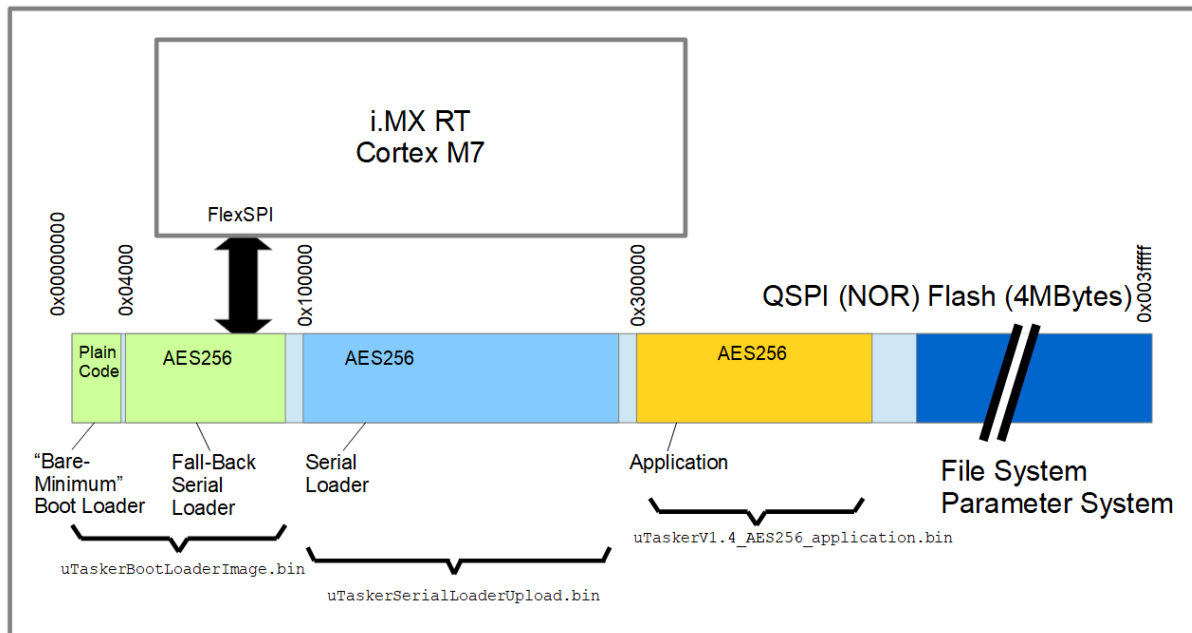 i.MX RT
Cortex M7
FlexSPI
0x00000000
0x04000
0x100000
0x300000
0x003fffff
QSPI (NOR) Flash (4MBytes)
Plain
Code
AES256
AES256
AES256
“Bare-
Minimum”
Boot Loader
Fall-Back
Serial
Loader
Serial
Loader
Application
File System
Parameter System
uTaskerBootLoaderImage.bin
uTaskerSerialLoaderUpload.bin
uTaskerV1.4_AES256_application.bin